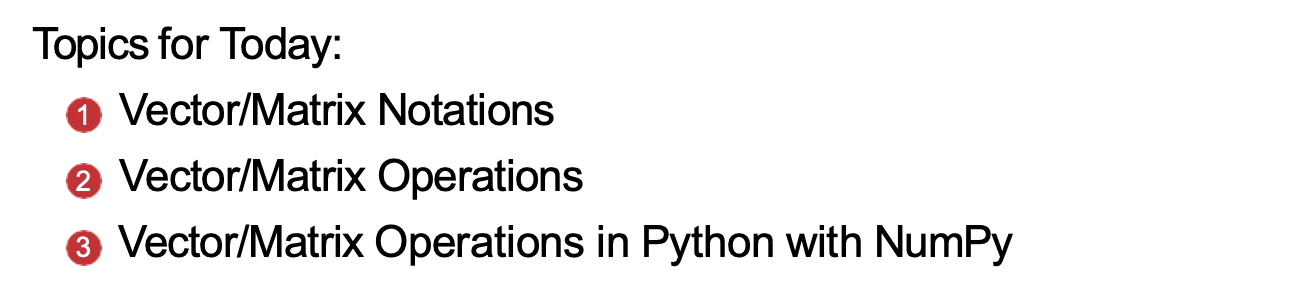 Topics for Today:
1 Vector/Matrix Notations
2 Vector/Matrix Operations
3 Vector/Matrix Operations in Python with NumPy